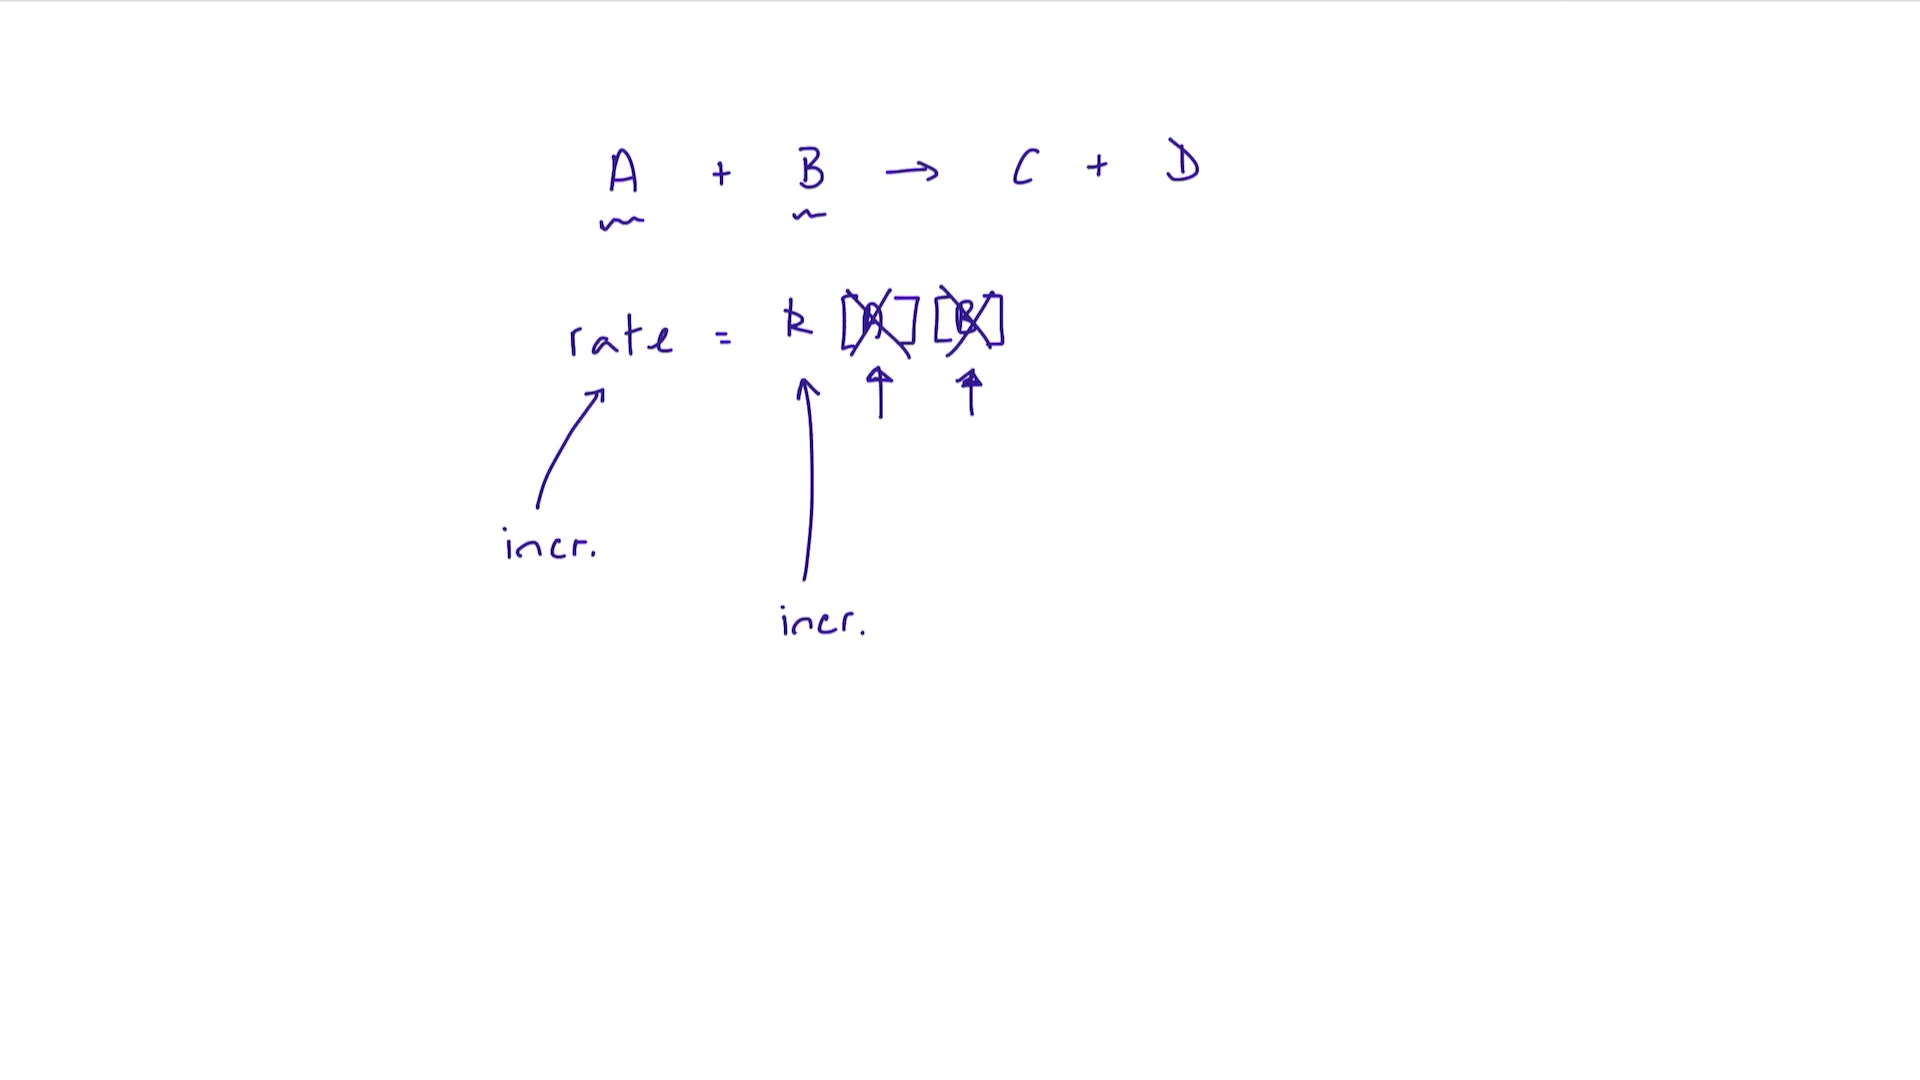 A + B → C + D
rate = k [A] [B]
incr.
incr.